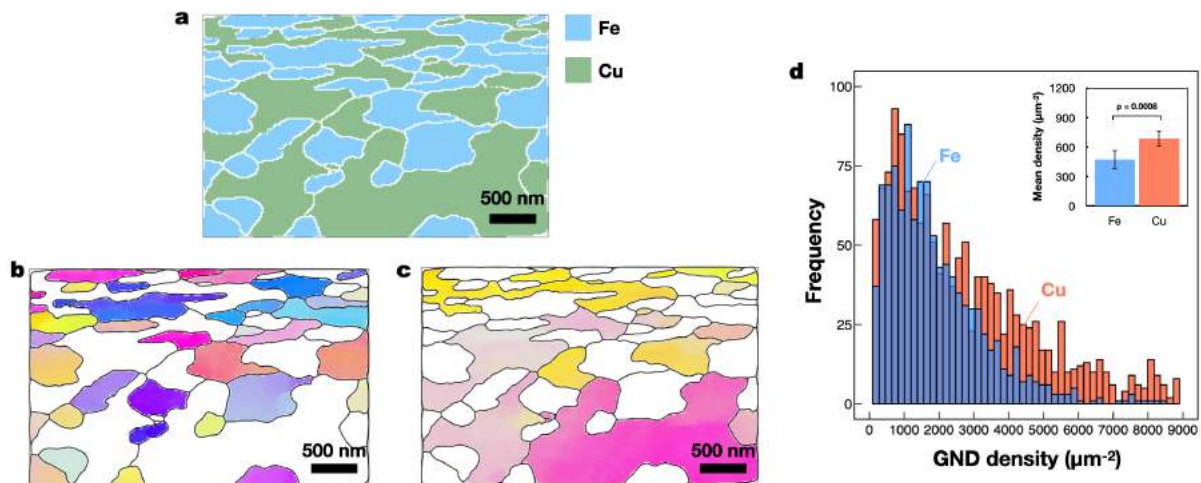 a
Fe
Cu
500 nm
b
500 nm
c
500 nm
d
Frequency
100
75
50
25
0
0 1000 2000 3000 4000 5000 6000 7000 8000 9000
GND density (µm⁻²)
Fe
Cu
Mean density (µm⁻²)
1200
900
600
300
0
p = 0.0008
Fe Cu